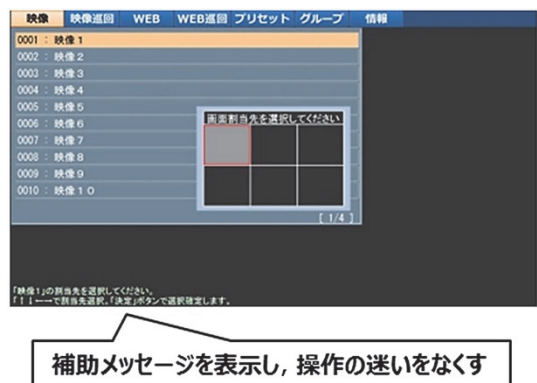 映像 映像巡回 WEB WEB巡回 プリセット グループ 情報
0001 : 映像1
0002 : 映像2
0003 : 映像3
0004 : 映像4
0005 : 映像5
0006 : 映像6
0007 : 映像7
0008 : 映像8
0009 : 映像9
0010 : 映像10
画面割当先を選択してください
[ 1/4 ]
「映像1」の割当先を選択してください。
「↑↓←→で割当先選択。「決定」ボタンで選択確定します。
補助メッセージを表示し，操作の迷いをなくす